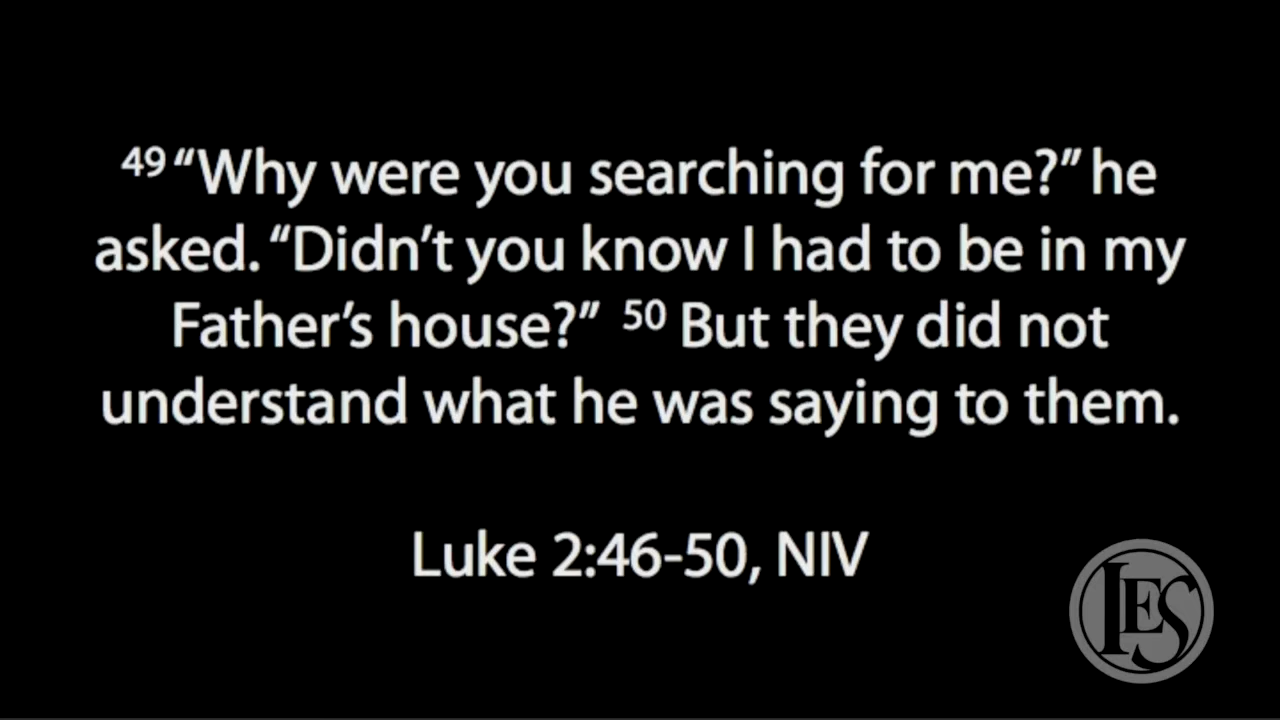 49 “Why were you searching for me?” he
asked. “Didn’t you know I had to be in my
Father’s house?” 50 But they did not
understand what he was saying to them.
Luke 2:46-50, NIV
IES